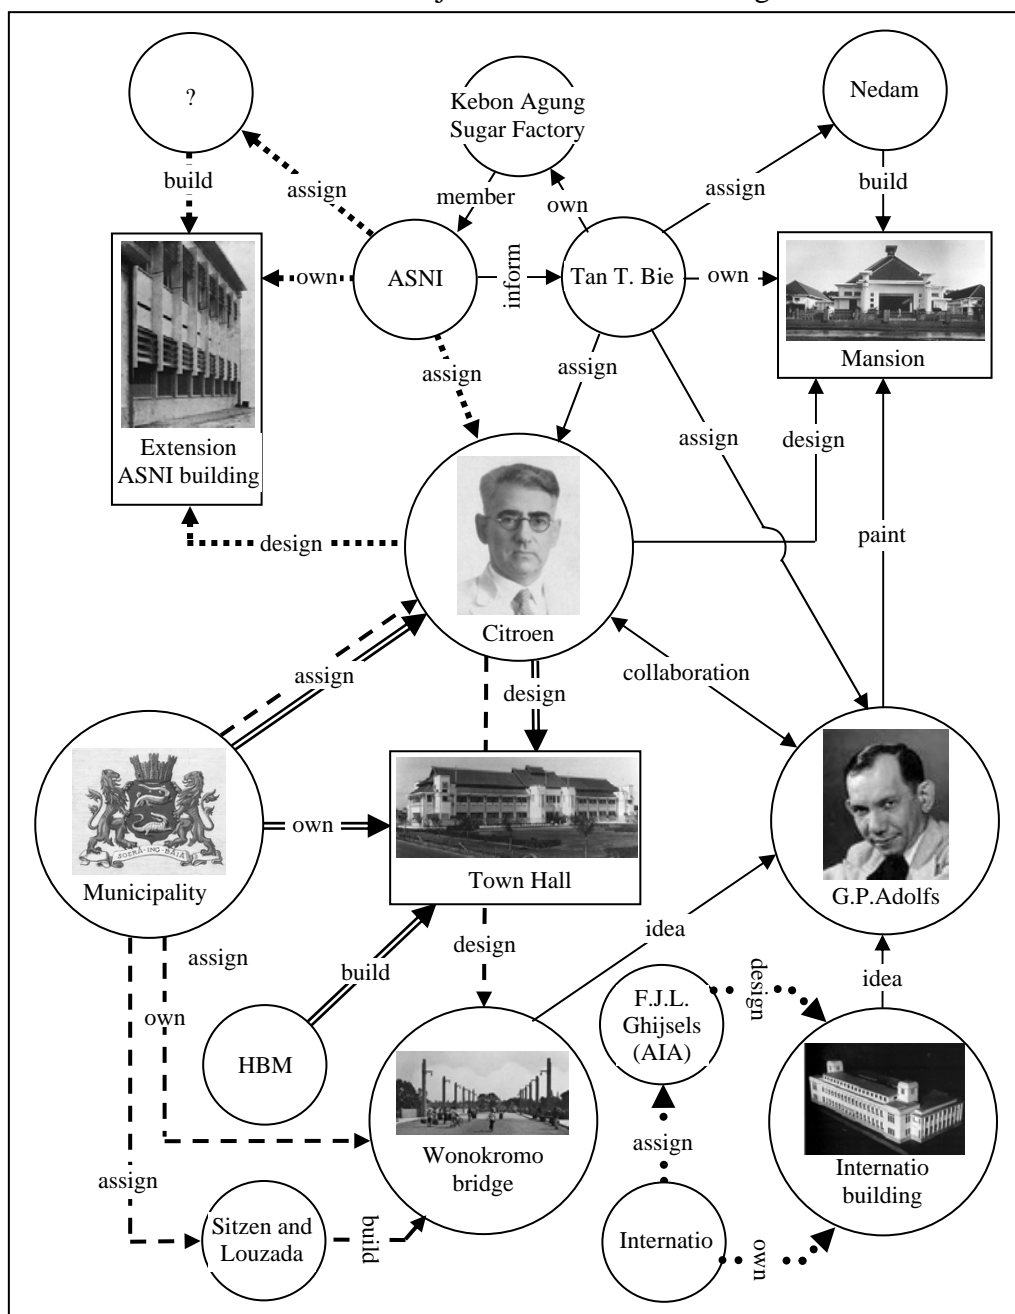 ?
Kebon Agung
Sugar Factory
Nedam
build
assign
member
own
assign
build
own
ASNI
inform
Tan T. Bie
own
Mansion
Extension
ASNI building
assign
assign
assign
design
design
paint
Citroen
collaboration
assign
design
SOERA-ING-BAIA
Municipality
own
Town Hall
G.P.Adolfs
assign
design
idea
build
own
HBM
F.J.L.
Ghijsels
(AIA)
design
idea
Wonokromo
bridge
assign
Internatio
building
assign
Sitzen and
Louzada
build
Internatio
own